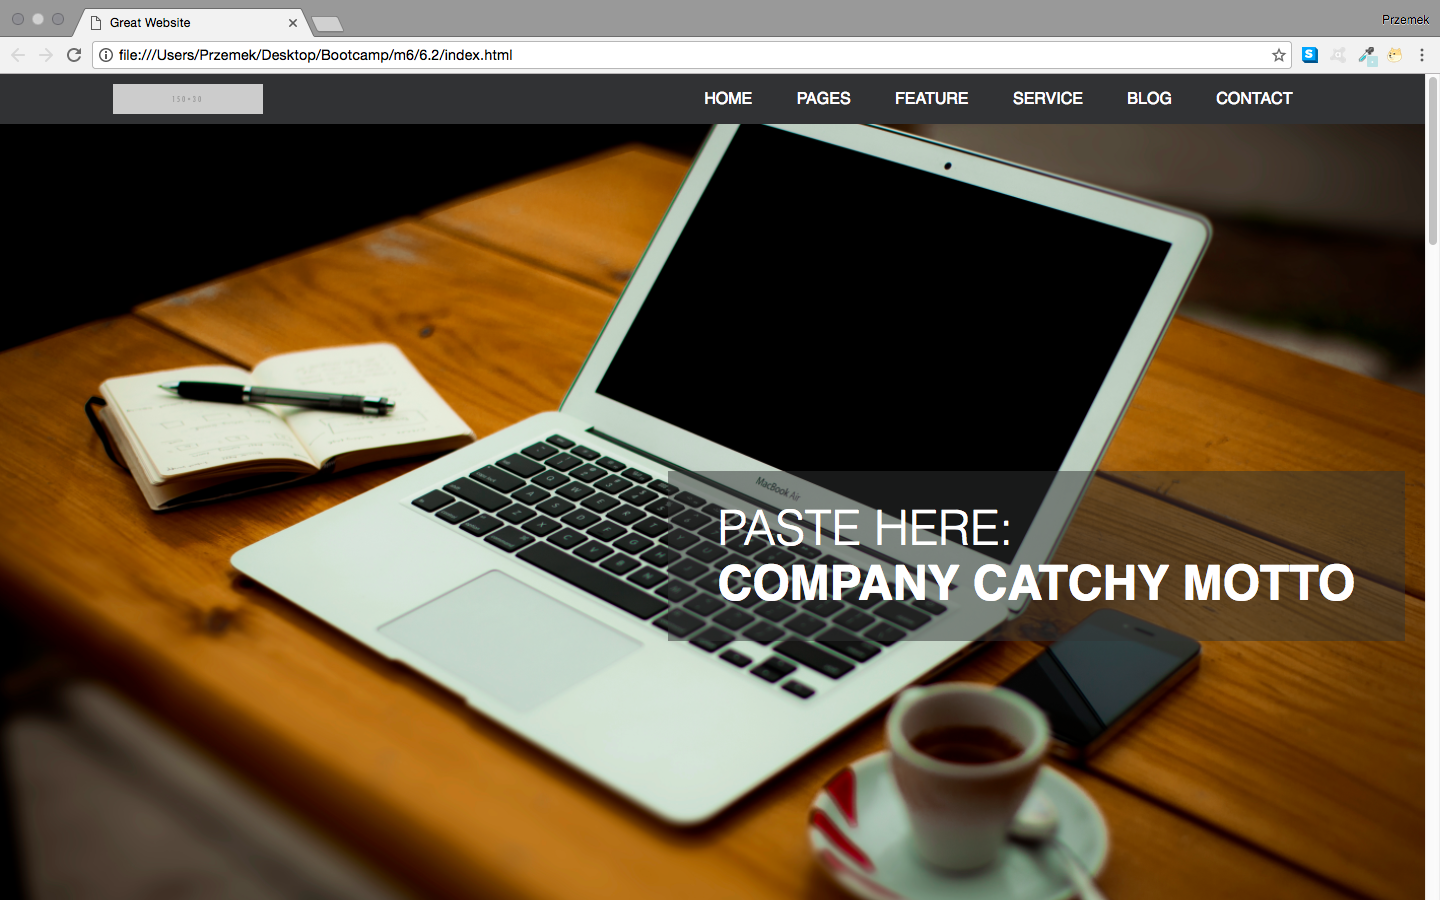 Great Website
Przemek
file:///Users/Przemek/Desktop/Bootcamp/m6/6.2/index.html
150×30
HOME PAGES FEATURE SERVICE BLOG CONTACT
MacBook Air
PASTE HERE:
COMPANY CATCHY MOTTO